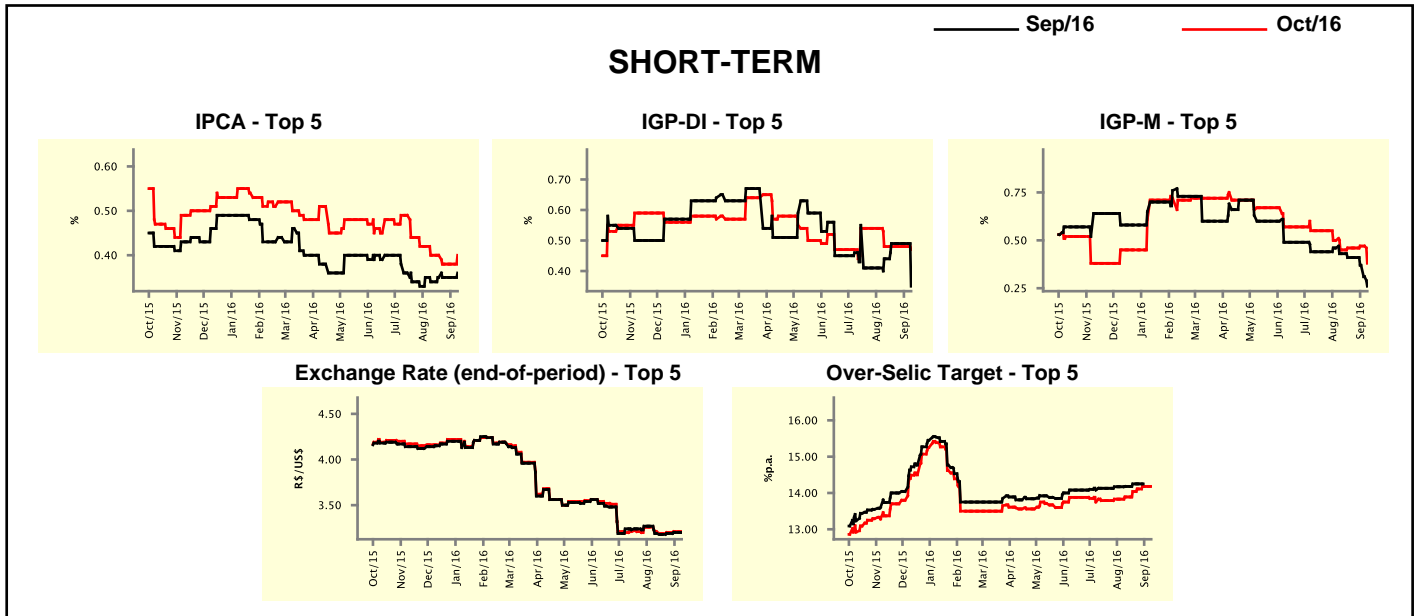 Sep/16 Oct/16
SHORT-TERM
IPCA - Top 5
0.60
0.50
0.40
%
Oct/15 Nov/15 Dec/15 Jan/16 Feb/16 Mar/16 Apr/16 May/16 Jun/16 Jul/16 Aug/16 Sep/16
IGP-DI - Top 5
0.70
0.60
0.50
0.40
%
Oct/15 Nov/15 Dec/15 Jan/16 Feb/16 Mar/16 Apr/16 May/16 Jun/16 Jul/16 Aug/16 Sep/16
IGP-M - Top 5
0.75
0.50
0.25
%
Oct/15 Nov/15 Dec/15 Jan/16 Feb/16 Mar/16 Apr/16 May/16 Jun/16 Jul/16 Aug/16 Sep/16
Exchange Rate (end-of-period) - Top 5
4.50
4.00
3.50
R$/US$
Oct/15 Nov/15 Dec/15 Jan/16 Feb/16 Mar/16 Apr/16 May/16 Jun/16 Jul/16 Aug/16 Sep/16
Over-Selic Target - Top 5
16.00
15.00
14.00
13.00
%p.a.
Oct/15 Nov/15 Dec/15 Jan/16 Feb/16 Mar/16 Apr/16 May/16 Jun/16 Jul/16 Aug/16 Sep/16